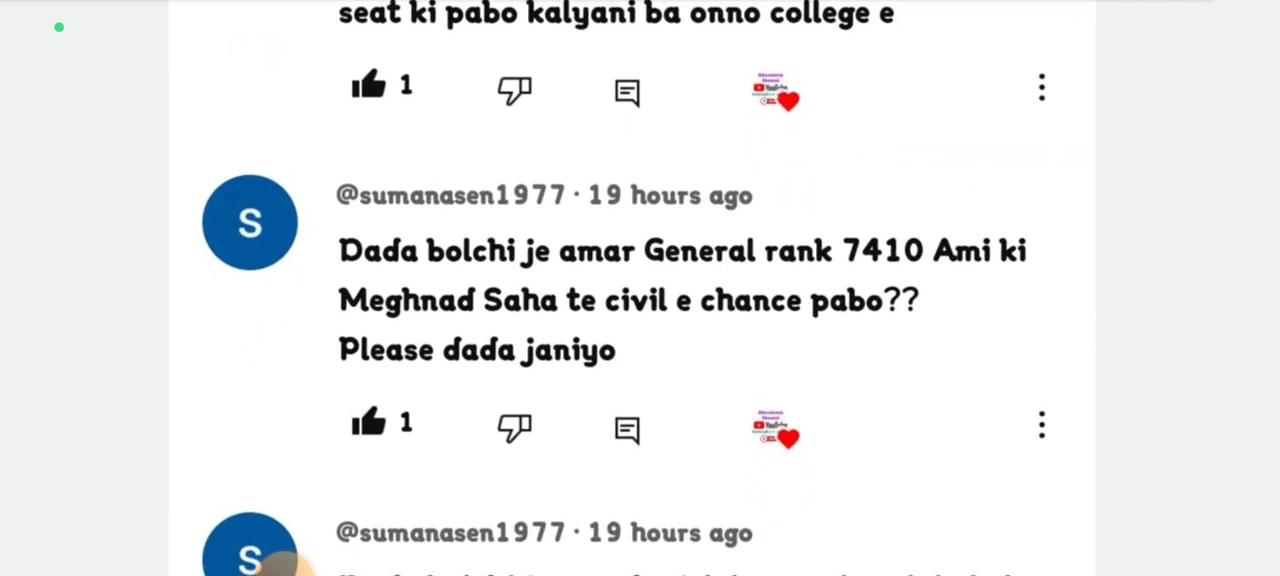 seat ki pabo kalyani ba onno college e
1
@sumanasen1977 · 19 hours ago
S
Dada bolchi je amar General rank 7410 Ami ki
Meghnad Saha te civil e chance pabo??
Please dada janiyo
1
@sumanasen1977 · 19 hours ago
S